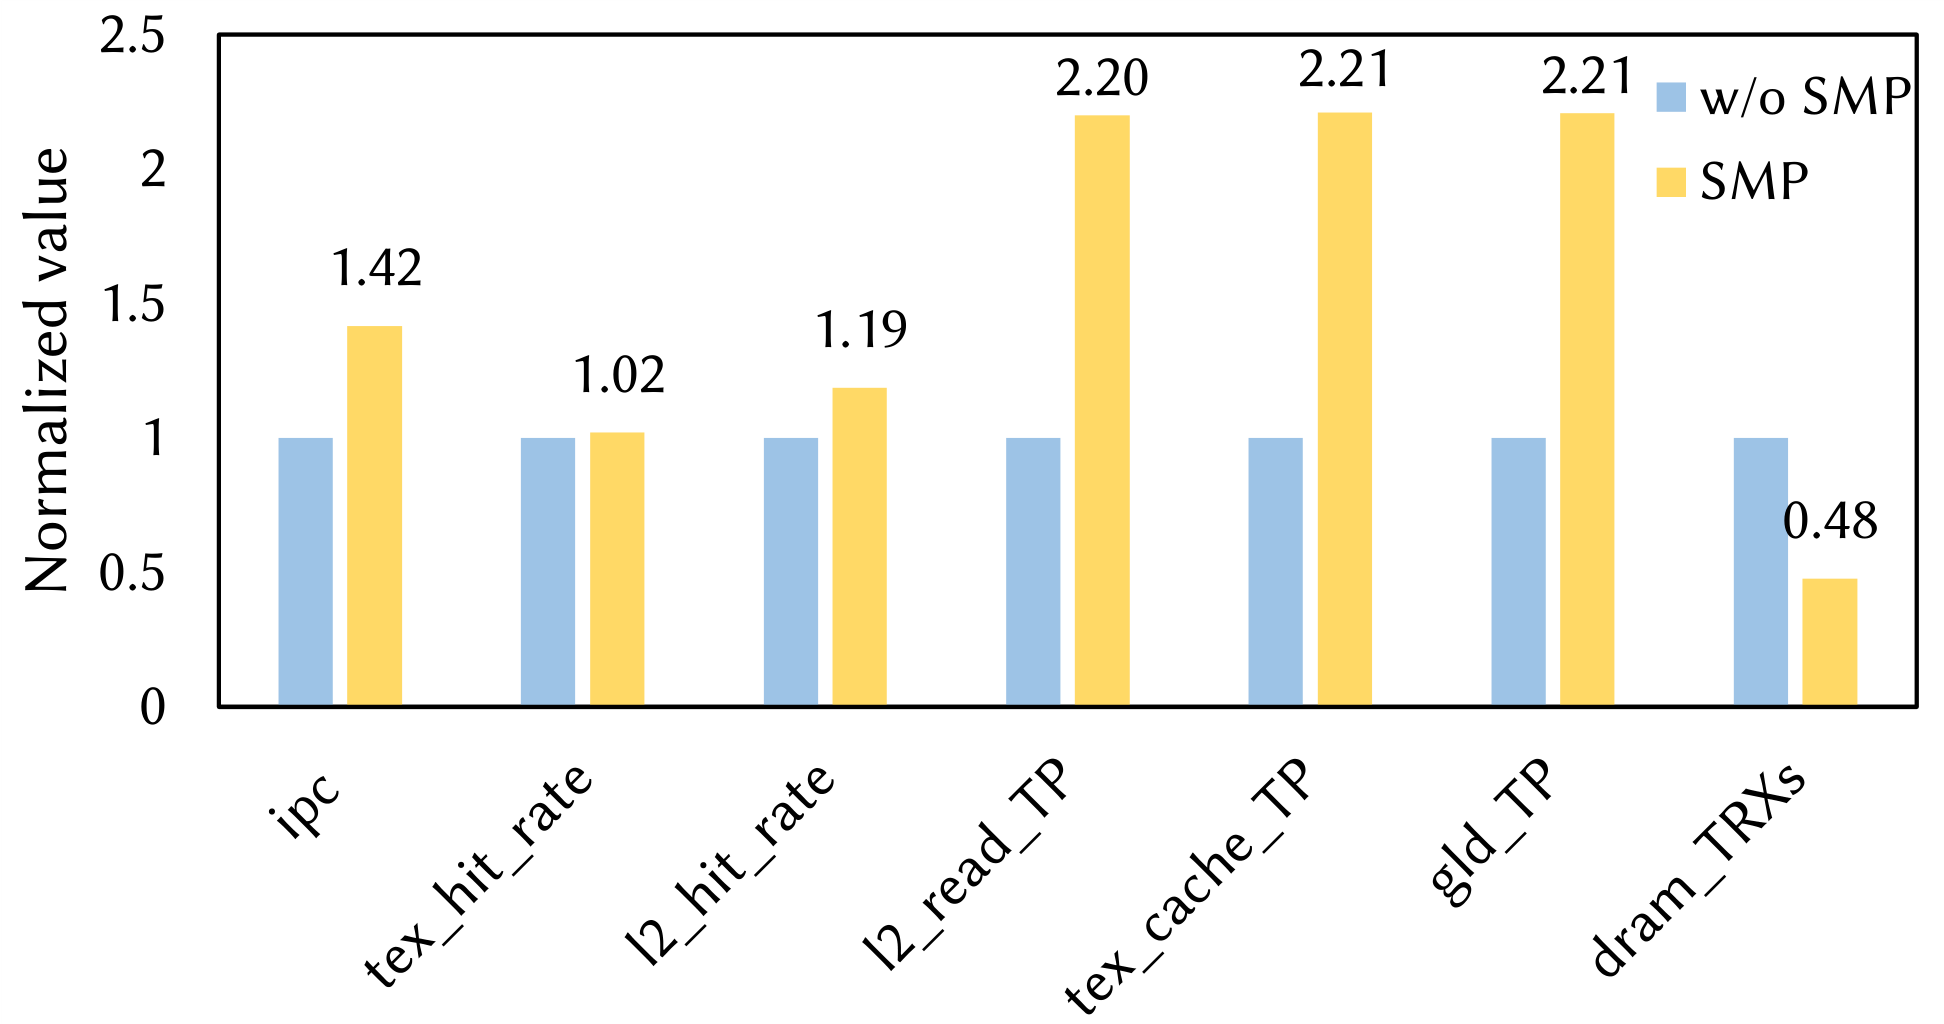 2.5
2
1.5
1
0.5
0
Normalized value
1.42
1.02
1.19
2.20
2.21
2.21
0.48
w/o SMP
SMP
ipc
tex_hit_rate
l2_hit_rate
l2_read_TP
tex_cache_TP
gld_TP
dram_TRXs